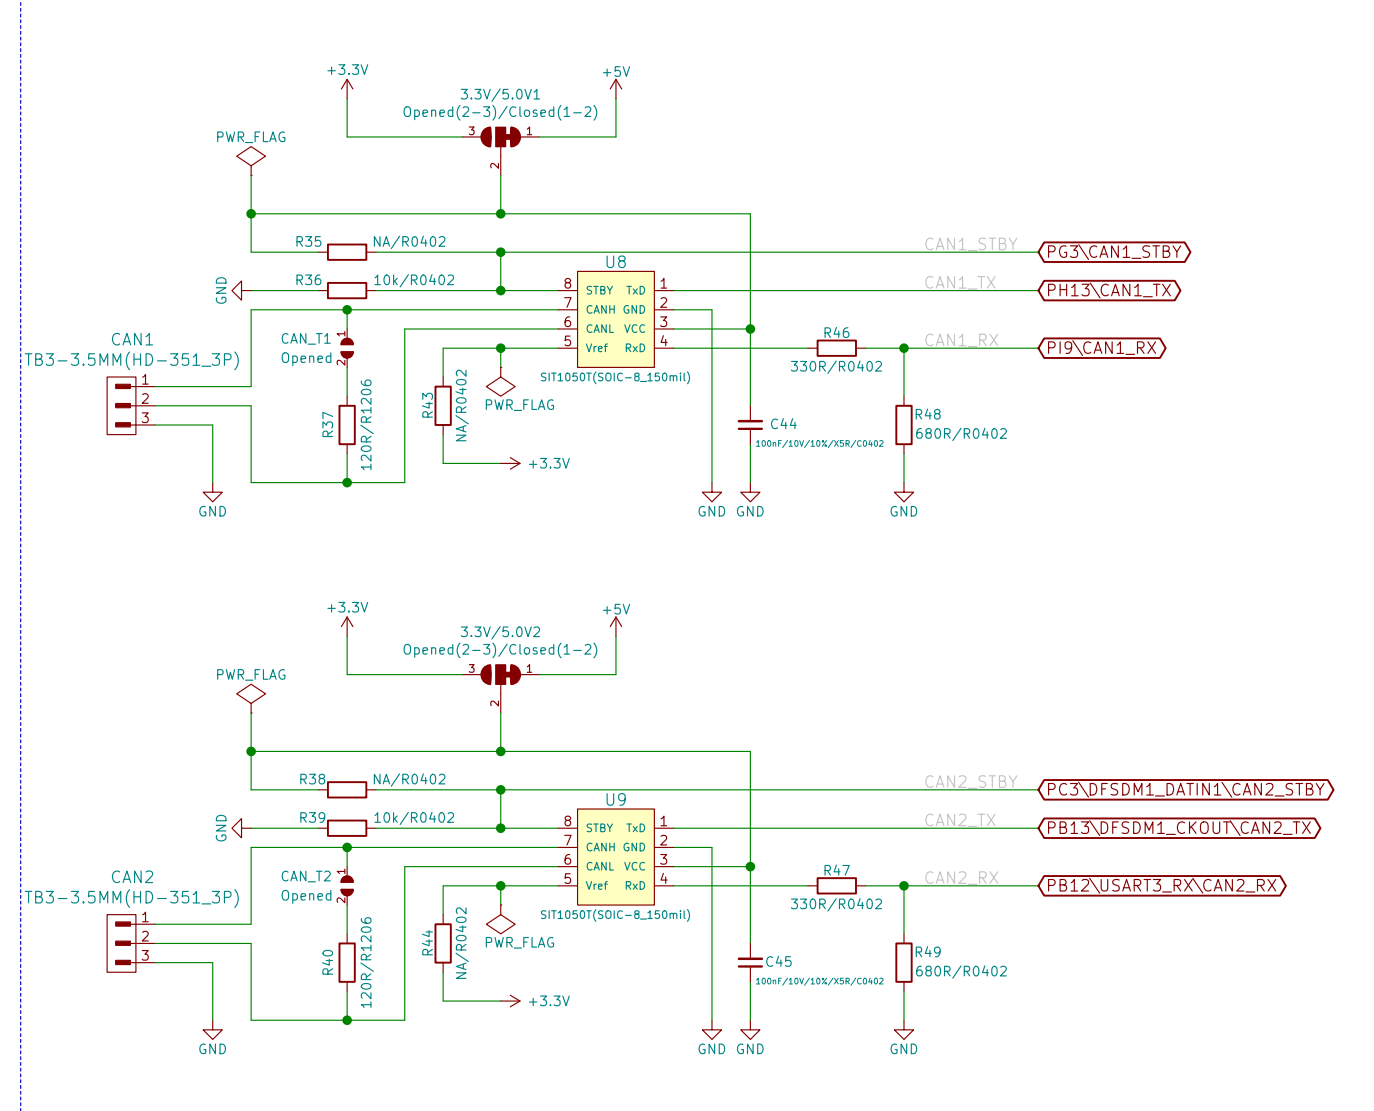 +3.3V
+5V
3.3V/5.0V1
Opened(2-3)/Closed(1-2)
3
1
2
PWR_FLAG
R35
NA/R0402
CAN1_STBY
PG3\CAN1_STBY
GND
R36
10k/R0402
U8
8
STBY
TxD
1
CAN1_TX
PH13\CAN1_TX
7
CANH
GND
2
6
CANL
VCC
3
5
Vref
RxD
4
SIT1050T(SOIC-8_150mil)
CAN_T1
Opened
1
2
CAN1
TB3-3.5MM(HD-351_3P)
1
2
3
R37
120R/R1206
R43
NA/R0402
PWR_FLAG
+3.3V
R46
330R/R0402
CAN1_RX
PI9\CAN1_RX
C44
100nF/10V/10%/X5R/C0402
R48
680R/R0402
GND
GND
GND
GND
+3.3V
+5V
3.3V/5.0V2
Opened(2-3)/Closed(1-2)
3
1
2
PWR_FLAG
R38
NA/R0402
CAN2_STBY
PC3\DFSDM1_DATIN1\CAN2_STBY
GND
R39
10k/R0402
U9
8
STBY
TxD
1
CAN2_TX
PB13\DFSDM1_CKOUT\CAN2_TX
7
CANH
GND
2
6
CANL
VCC
3
5
Vref
RxD
4
SIT1050T(SOIC-8_150mil)
CAN_T2
Opened
1
2
CAN2
TB3-3.5MM(HD-351_3P)
1
2
3
R40
120R/R1206
R44
NA/R0402
PWR_FLAG
+3.3V
R47
330R/R0402
CAN2_RX
PB12\USART3_RX\CAN2_RX
C45
100nF/10V/10%/X5R/C0402
R49
680R/R0402
GND
GND
GND
GND